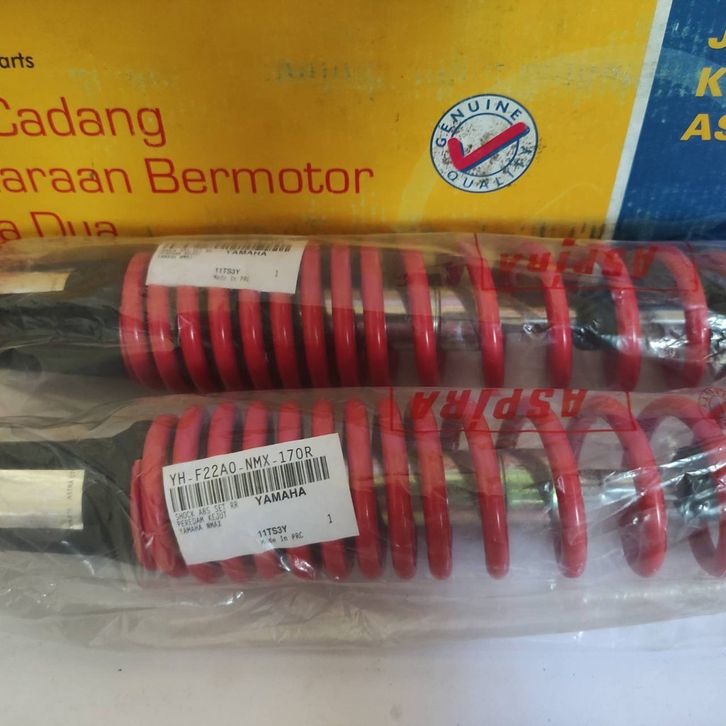 arts
Cadang
araan Bermotor
a Dua
GENUINE
QUALITY
J
K
AS
YAMAHA
11TS3Y
Made In PRC
1
ASPIRA
ASPIRA
YH-F22A0-NMX-170R
YAMAHA
SHOCK ABS SET RR
PEREDAM KEJUT
YAMAHA NMAX
11TS3Y
Made In PRC
1